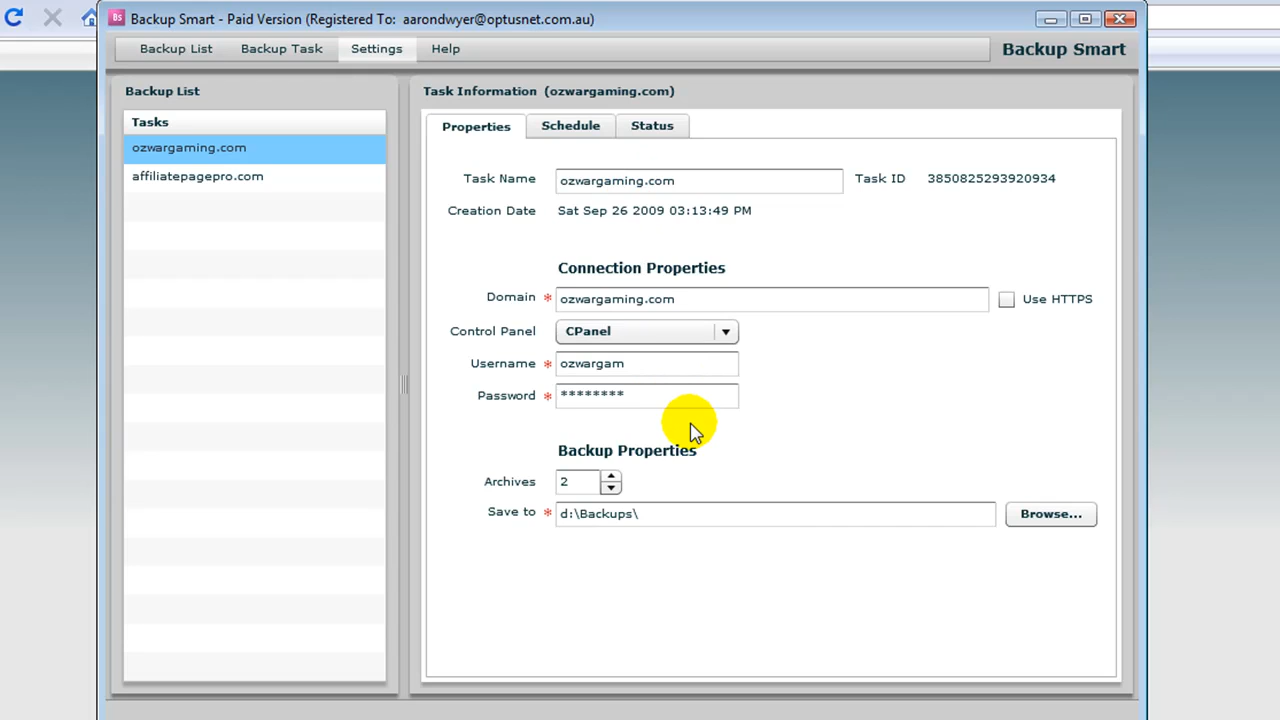 Bs Backup Smart - Paid Version (Registered To: aarondwyer@optusnet.com.au)
Backup List Backup Task Settings Help Backup Smart
Backup List
Tasks
ozwargaming.com
affiliatepagepro.com
Task Information (ozwargaming.com)
Properties Schedule Status
Task Name ozwargaming.com Task ID 3850825293920934
Creation Date Sat Sep 26 2009 03:13:49 PM
Connection Properties
Domain * ozwargaming.com Use HTTPS
Control Panel CPanel
Username * ozwargam
Password * ********
Backup Properties
Archives 2
Save to * d:\Backups\ Browse...